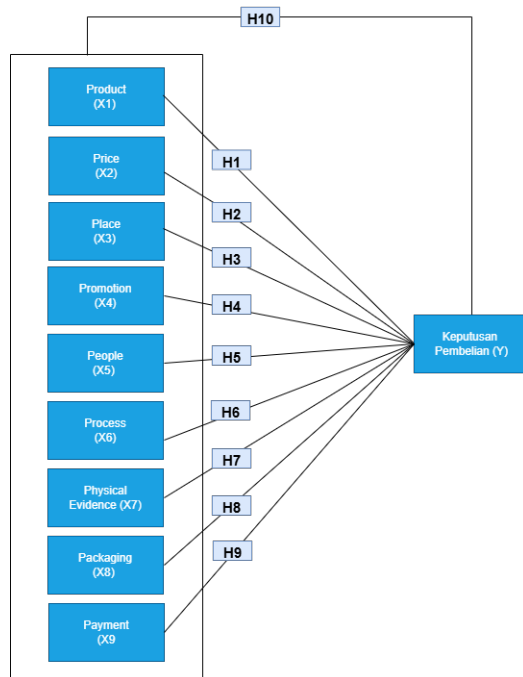 H10
Product
(X1)
H1
Price
(X2)
H2
Place
(X3)
H3
Promotion
(X4)
H4
People
(X5)
H5
Process
(X6)
H6
Physical
Evidence (X7)
H7
Packaging
(X8)
H8
Payment
(X9
H9
Keputusan
Pembelian (Y)